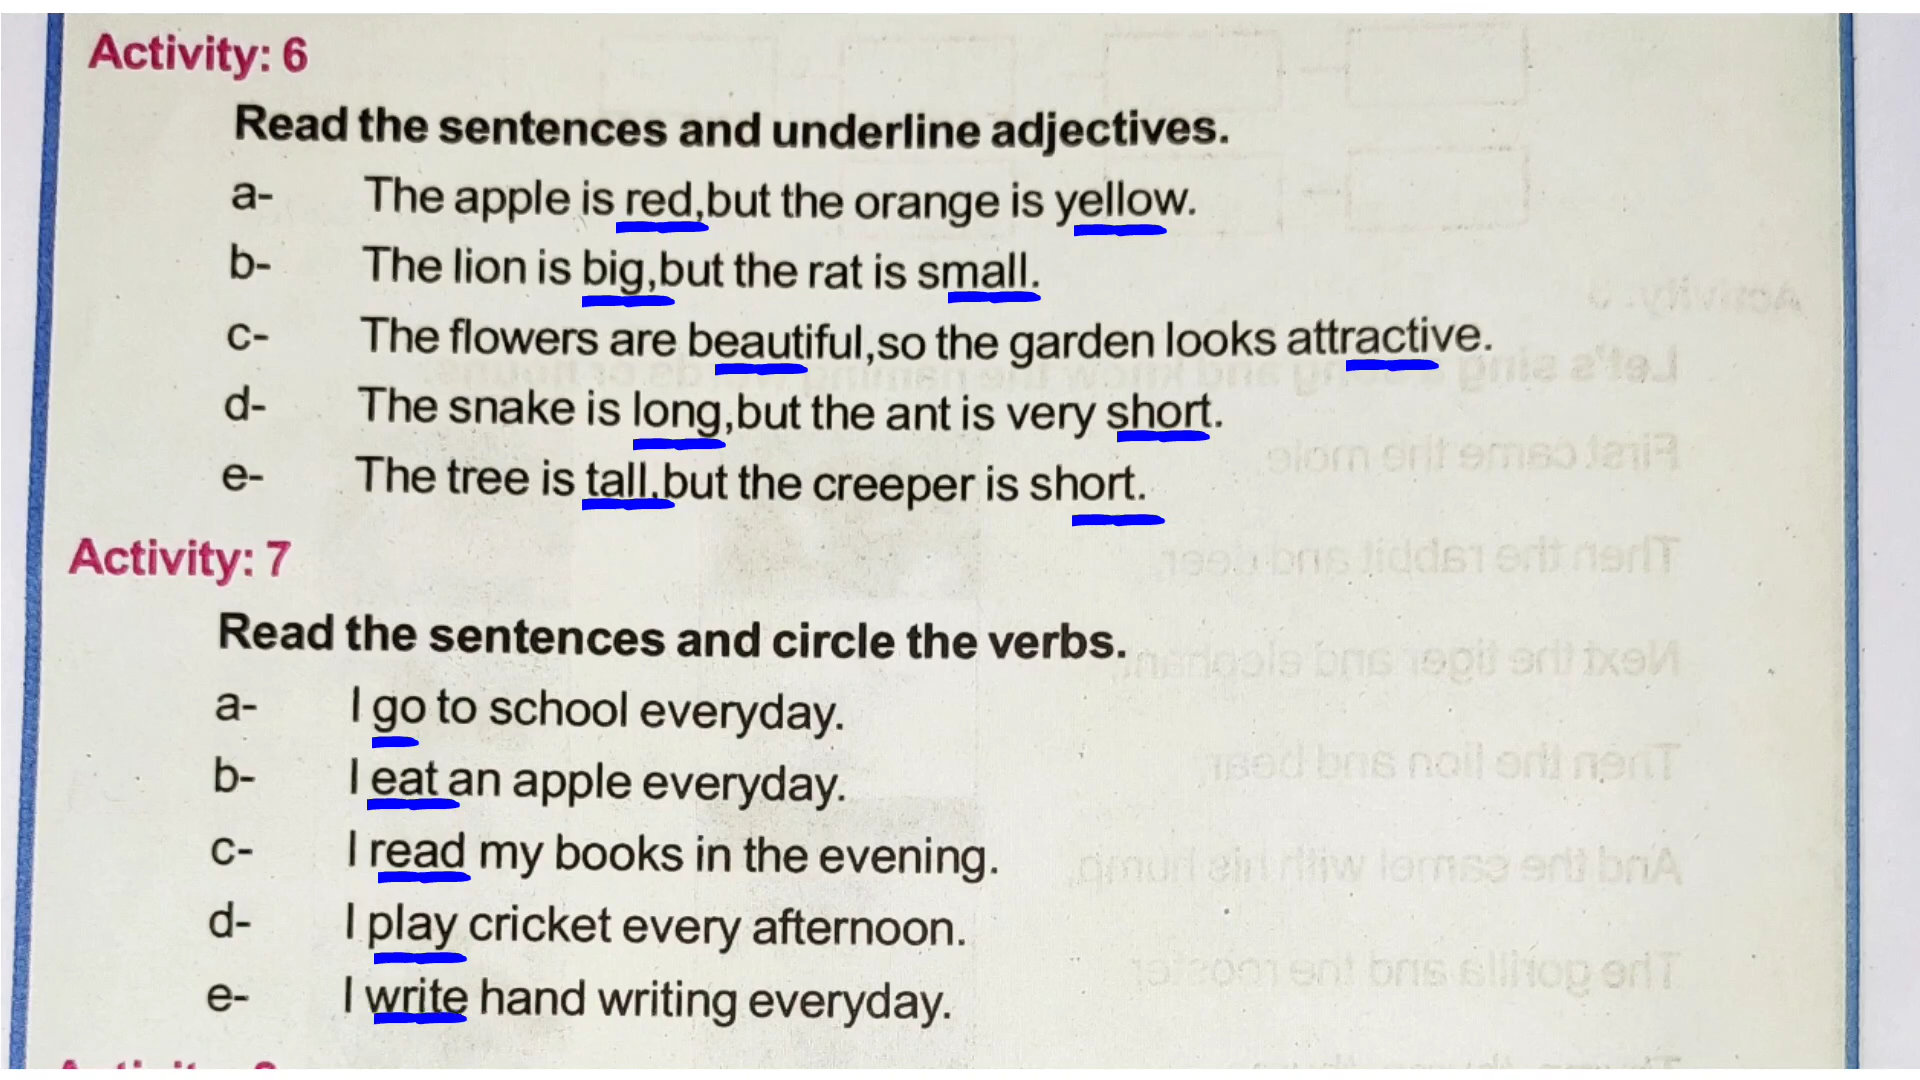 Activity: 6
Read the sentences and underline adjectives.
a- The apple is red,but the orange is yellow.
b- The lion is big,but the rat is small.
c- The flowers are beautiful,so the garden looks attractive.
d- The snake is long,but the ant is very short.
e- The tree is tall,but the creeper is short.
Activity: 7
Read the sentences and circle the verbs.
a- I go to school everyday.
b- I eat an apple everyday.
c- I read my books in the evening.
d- I play cricket every afternoon.
e- I write hand writing everyday.